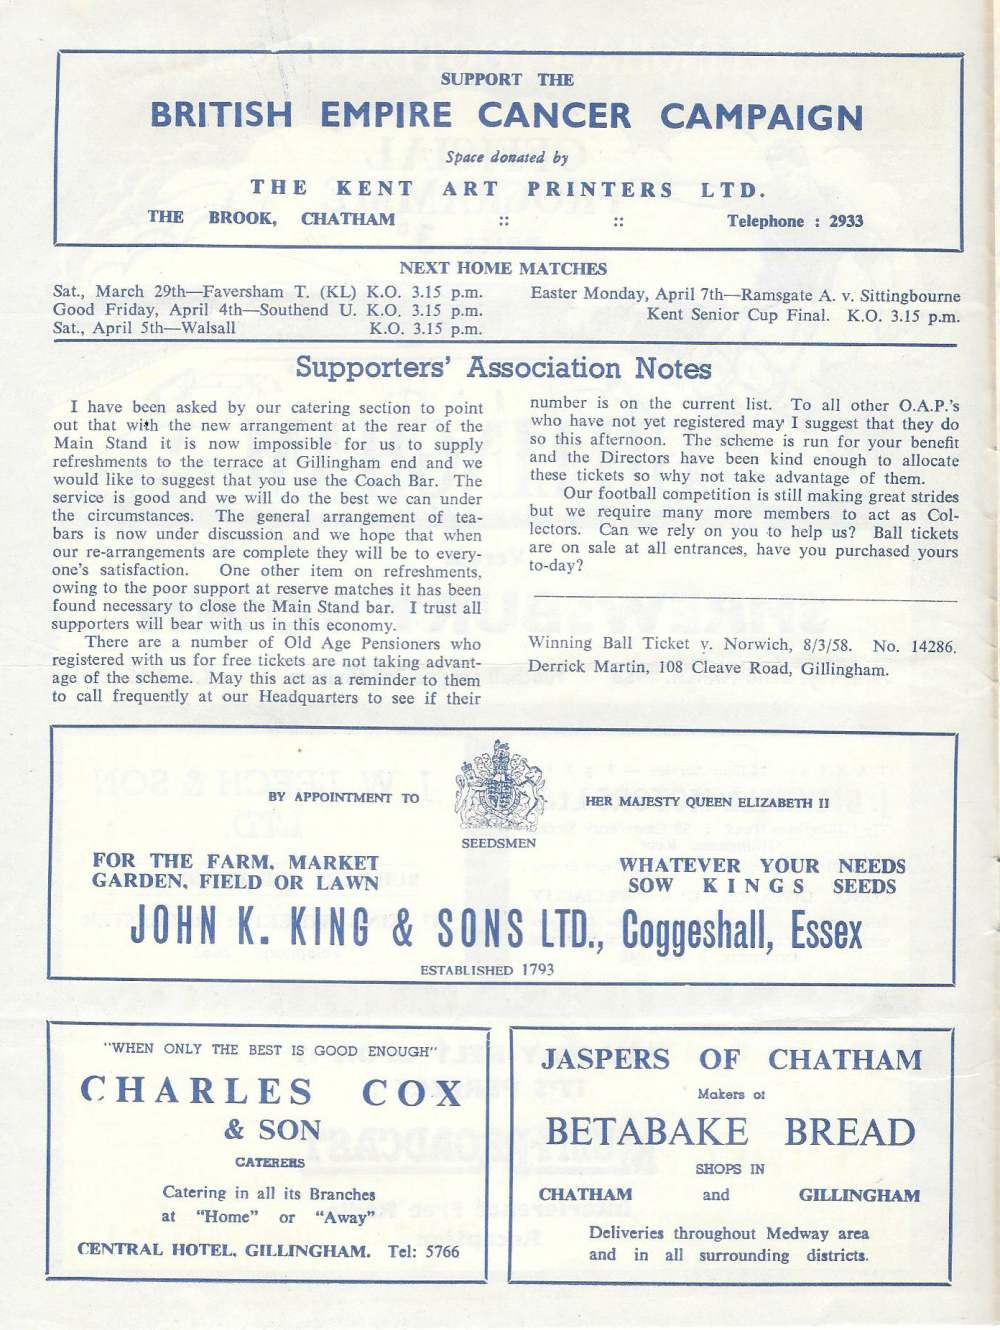 SUPPORT THE
BRITISH EMPIRE CANCER CAMPAIGN
Space donated by
THE KENT ART PRINTERS LTD.
THE BROOK, CHATHAM :: :: Telephone : 2933
NEXT HOME MATCHES
Sat., March 29th—Faversham T. (KL) K.O. 3.15 p.m.
Good Friday, April 4th—Southend U. K.O. 3.15 p.m.
Sat., April 5th—Walsall K.O. 3.15 p.m.
Easter Monday, April 7th—Ramsgate A. v. Sittingbourne
Kent Senior Cup Final. K.O. 3.15 p.m.
Supporters' Association Notes
I have been asked by our catering section to point
out that with the new arrangement at the rear of the
Main Stand it is now impossible for us to supply
refreshments to the terrace at Gillingham end and we
would like to suggest that you use the Coach Bar. The
service is good and we will do the best we can under
the circumstances. The general arrangement of tea-
bars is now under discussion and we hope that when
our re-arrangements are complete they will be to every-
one's satisfaction. One other item on refreshments,
owing to the poor support at reserve matches it has been
found necessary to close the Main Stand bar. I trust all
supporters will bear with us in this economy.
There are a number of Old Age Pensioners who
registered with us for free tickets are not taking advant-
age of the scheme. May this act as a reminder to them
to call frequently at our Headquarters to see if their
number is on the current list. To all other O.A.P.'s
who have not yet registered may I suggest that they do
so this afternoon. The scheme is run for your benefit
and the Directors have been kind enough to allocate
these tickets so why not take advantage of them.
Our football competition is still making great strides
but we require many more members to act as Col-
lectors. Can we rely on you to help us? Ball tickets
are on sale at all entrances, have you purchased yours
to-day?
Winning Ball Ticket v. Norwich, 8/3/58. No. 14286.
Derrick Martin, 108 Cleave Road, Gillingham.
BY APPOINTMENT TO HER MAJESTY QUEEN ELIZABETH II
SEEDSMEN
FOR THE FARM, MARKET
GARDEN, FIELD OR LAWN
WHATEVER YOUR NEEDS
SOW KINGS SEEDS
JOHN K. KING & SONS LTD., Coggeshall, Essex
ESTABLISHED 1793
"WHEN ONLY THE BEST IS GOOD ENOUGH"
CHARLES COX
& SON
CATERERS
Catering in all its Branches
at "Home" or "Away"
CENTRAL HOTEL, GILLINGHAM. Tel: 5766
JASPERS OF CHATHAM
Makers of
BETABAKE BREAD
SHOPS IN
CHATHAM and GILLINGHAM
Deliveries throughout Medway area
and in all surrounding districts.